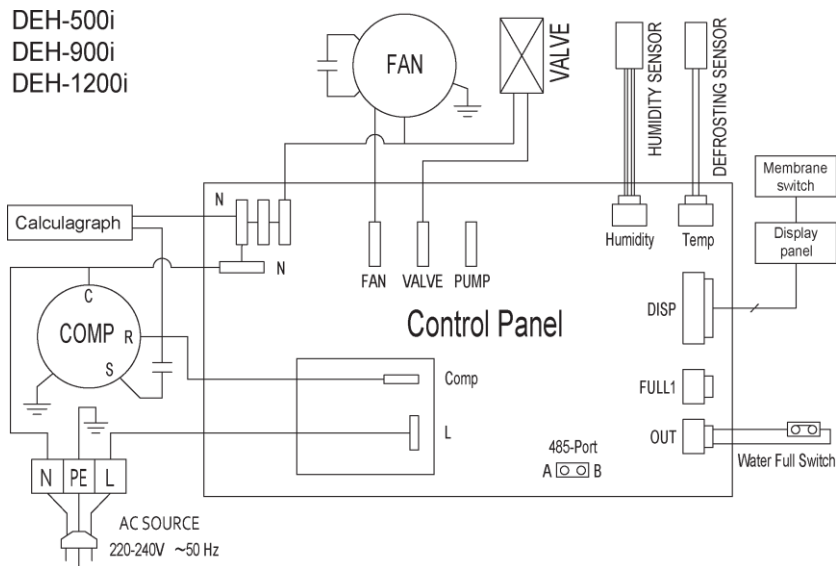 DEH-500i
DEH-900i
DEH-1200i
FAN
VALVE
HUMIDITY SENSOR
DEFROSTING SENSOR
Membrane
switch
Display
panel
N
Calculagraph
N
Humidity
Temp
FAN
VALVE
PUMP
C
COMP
R
S
Control Panel
DISP
Comp
FULL1
L
OUT
485-Port
A
B
Water Full Switch
N
PE
L
AC SOURCE
220-240V ~50 Hz